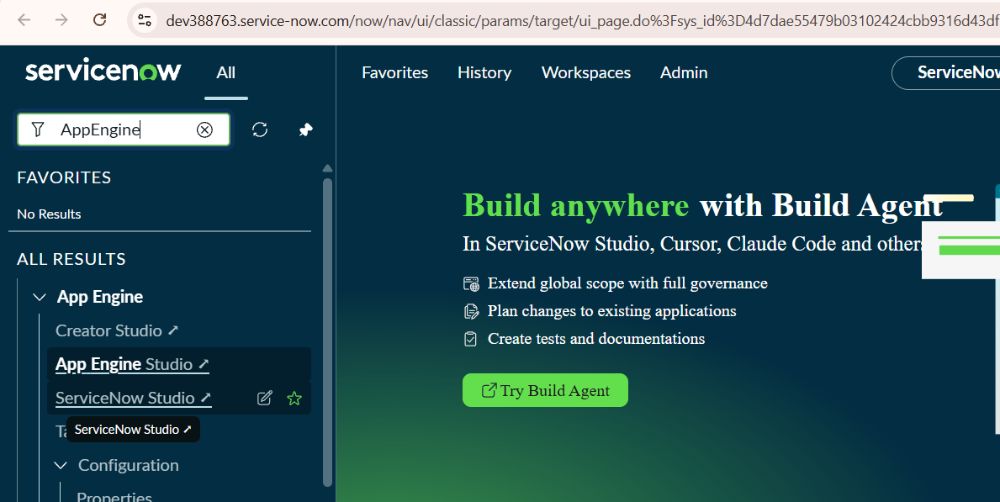 dev388763.service-now.com/now/nav/ui/classic/params/target/ui_page.do%3Fsys_id%3D4d7dae55479b03102424cbb9316d43df
servicenow
All
Favorites
History
Workspaces
Admin
ServiceNow
AppEngine
FAVORITES
No Results
ALL RESULTS
App Engine
Creator Studio ↗
App Engine Studio ↗
ServiceNow Studio ↗
ServiceNow Studio ↗
Configuration
Properties
Build anywhere with Build Agent
In ServiceNow Studio, Cursor, Claude Code and others
Extend global scope with full governance
Plan changes to existing applications
Create tests and documentations
Try Build Agent